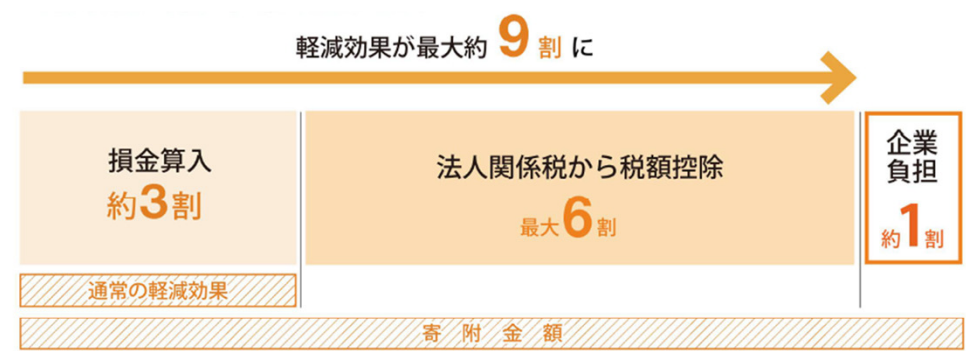 軽減効果が最大約9割に
損金算入
約3割
法人関係税から税額控除
最大6割
企業
負担
約1割
通常の軽減効果
寄附金額